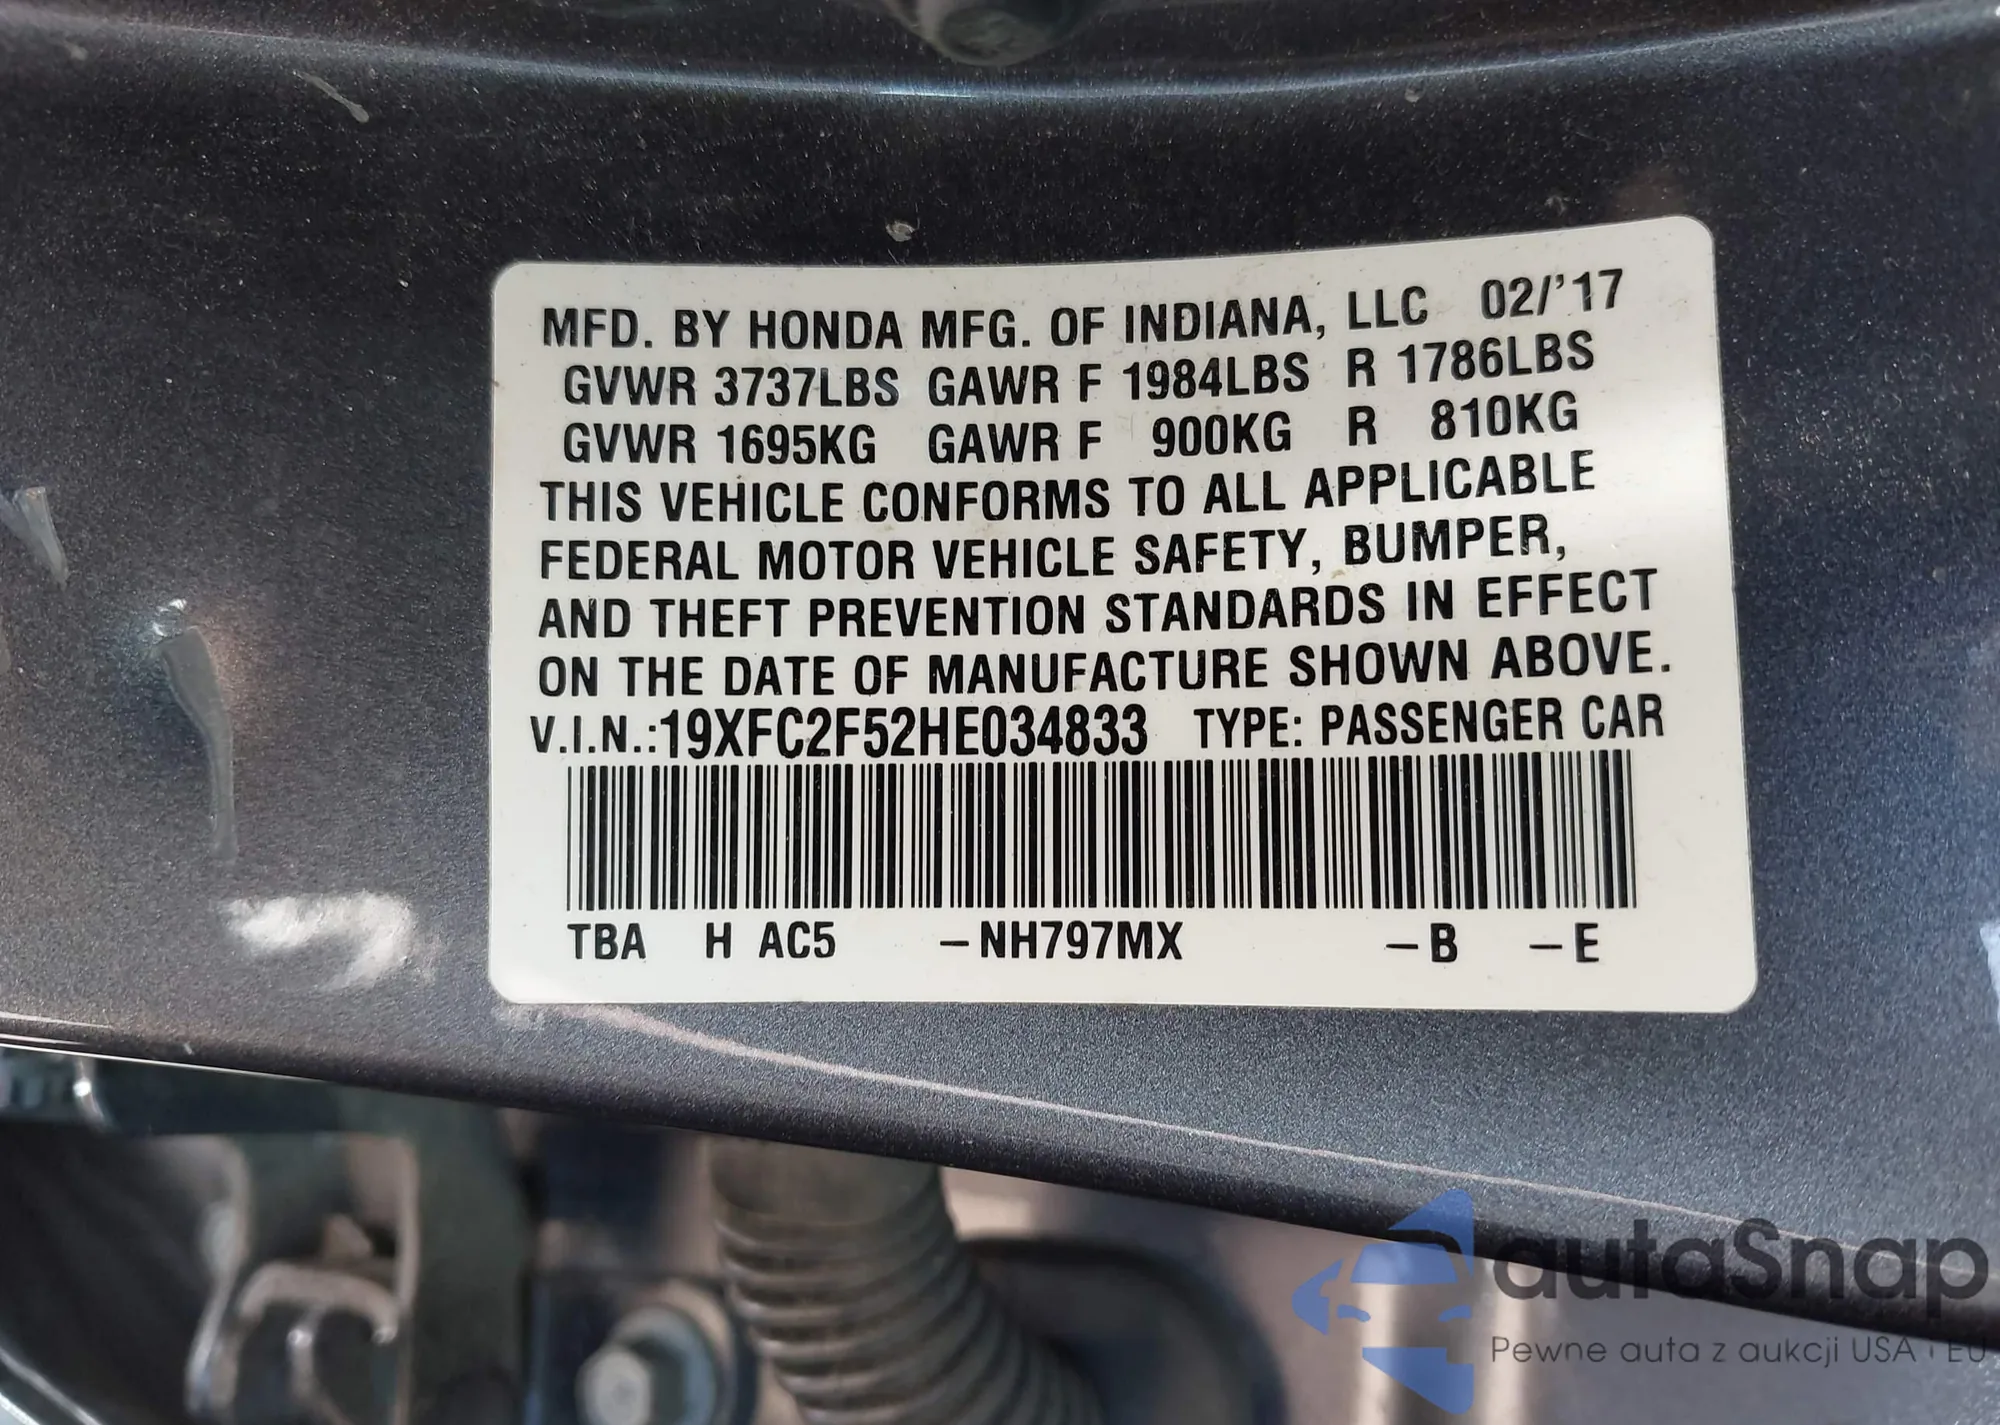 MFD. BY HONDA MFG. OF INDIANA, LLC 02/'17
GVWR 3737LBS GAWR F 1984LBS R 1786LBS
GVWR 1695KG GAWR F 900KG R 810KG
THIS VEHICLE CONFORMS TO ALL APPLICABLE
FEDERAL MOTOR VEHICLE SAFETY, BUMPER,
AND THEFT PREVENTION STANDARDS IN EFFECT
ON THE DATE OF MANUFACTURE SHOWN ABOVE.
V.I.N.:19XFC2F52HE034833 TYPE: PASSENGER CAR
TBA H AC5 -NH797MX -B -E
autaSnap
Pewne auta z aukcji USA i EU